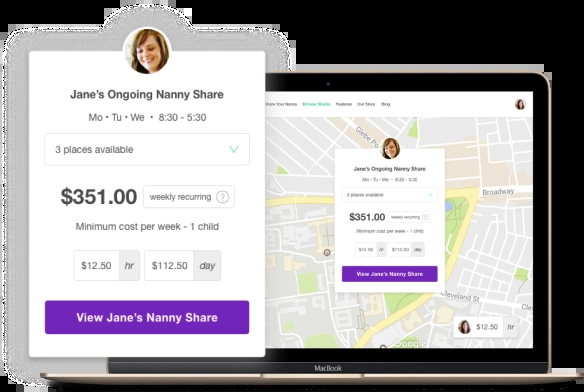 Jane's Ongoing Nanny Share
Mo • Tu • We • 8:30 - 5:30
3 places available
$351.00 weekly recurring ?
Minimum cost per week - 1 child
$12.50 hr $112.50 day
View Jane's Nanny Share
Share Your Nanny Browse Shares Features Our Story Blog
Glebe Po
Jane's Ongoing Nanny Share
Mo • Tu • We • 8:30 - 5:00
3 places available
Broadway
$351.00 weekly recurring ?
Minimum cost per week - 1 child
$12.50 hr $112.50 day
View Jane's Nanny Share
Cleveland St
$12.50 hr
Google
MacBook